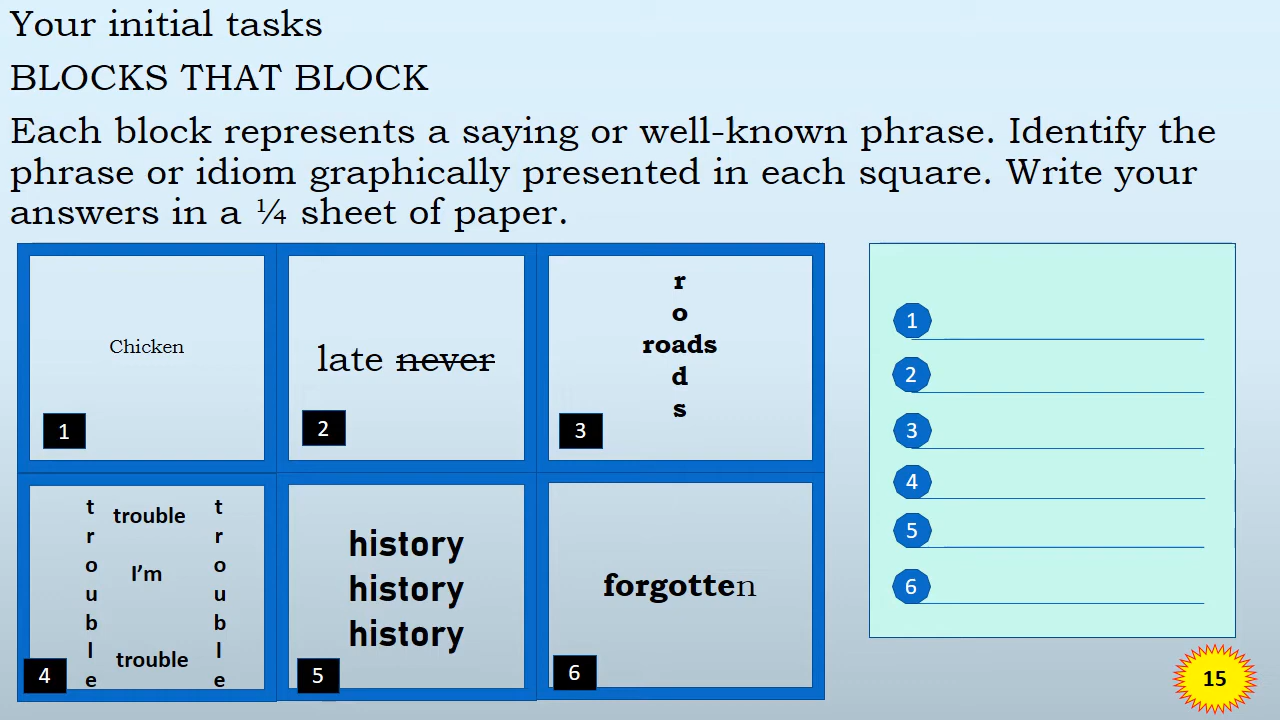 Your initial tasks
BLOCKS THAT BLOCK
Each block represents a saying or well-known phrase. Identify the
phrase or idiom graphically presented in each square. Write your
answers in a ¼ sheet of paper.
Chicken
1
late never
2
r
o
roads
d
s
3
t
r
o
u
b
l
e
trouble
I'm
trouble
t
r
o
u
b
l
e
4
history
history
history
5
forgotten
6
1
2
3
4
5
6
15